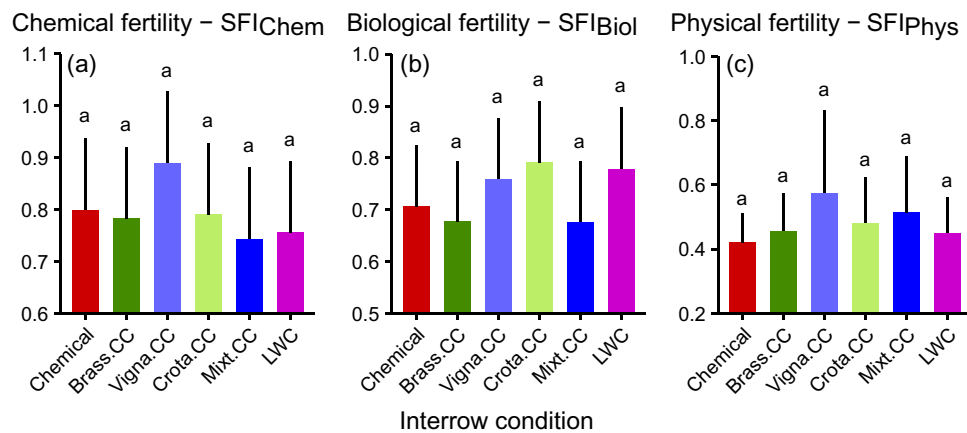 Chemical fertility − SFIChem
Biological fertility − SFIBiol
Physical fertility − SFIPhys
(a)
1.1
1.0
0.9
0.8
0.7
0.6
a
a
a
a
a
a
Chemical
Brass.CC
Vigna.CC
Crota.CC
Mixt.CC
LWC
(b)
1.0
0.9
0.8
0.7
0.6
0.5
a
a
a
a
a
a
Chemical
Brass.CC
Vigna.CC
Crota.CC
Mixt.CC
LWC
(c)
1.0
0.8
0.6
0.4
0.2
a
a
a
a
a
a
Chemical
Brass.CC
Vigna.CC
Crota.CC
Mixt.CC
LWC
Interrow condition